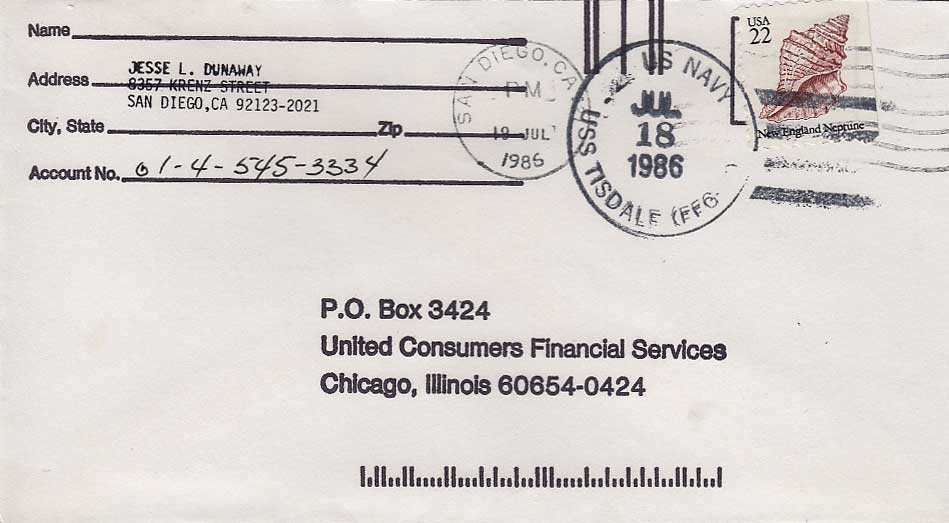 Name
JESSE L. DUNAWAY
Address 8357 KRENZ STREET
SAN DIEGO, CA 92123-2021
City, State Zip
Account No. 01-4-545-3334
SAN DIEGO, CA
PM
19 JUL
1986
US NAVY
JUL
18
1986
USS TISDALE (FFG-
USA
22
New England Neptune
P.O. Box 3424
United Consumers Financial Services
Chicago, Illinois 60654-0424